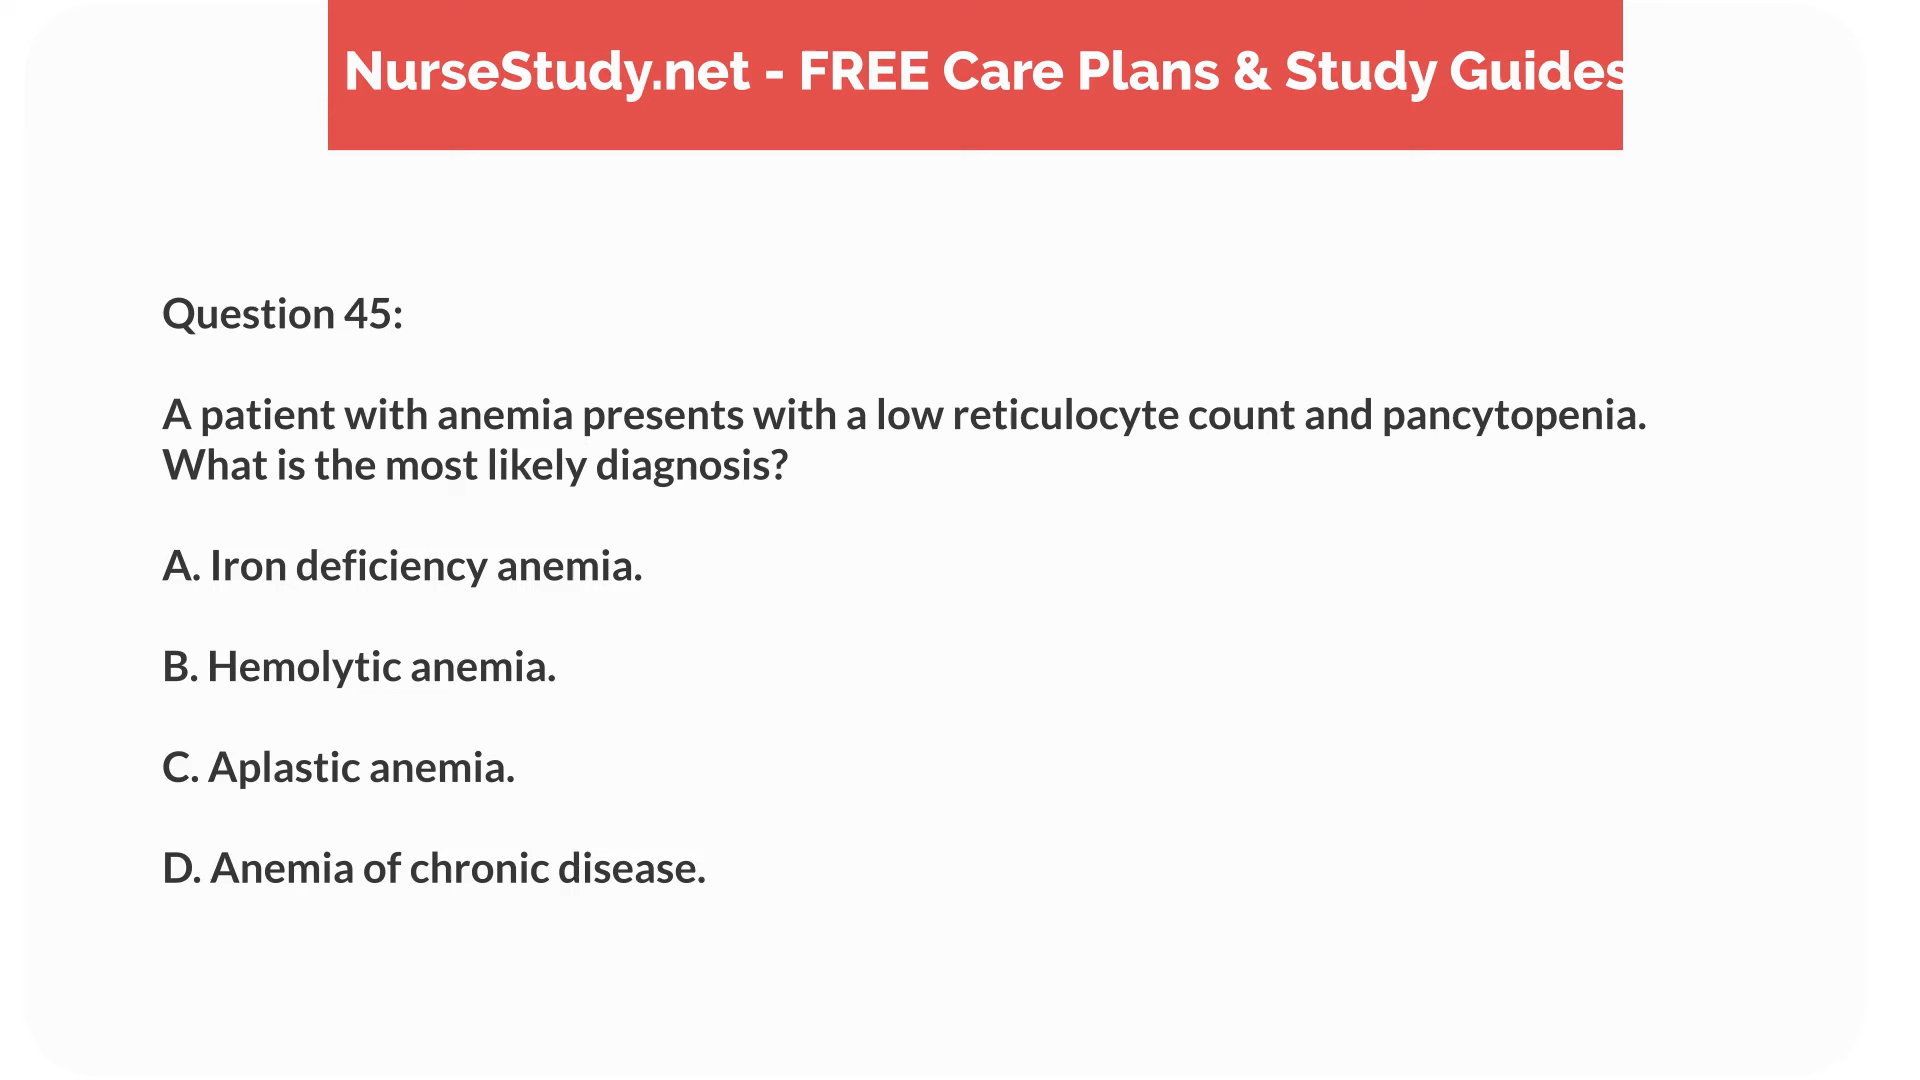 NurseStudy.net - FREE Care Plans & Study Guides
Question 45:
A patient with anemia presents with a low reticulocyte count and pancytopenia.
What is the most likely diagnosis?
A. Iron deficiency anemia.
B. Hemolytic anemia.
C. Aplastic anemia.
D. Anemia of chronic disease.